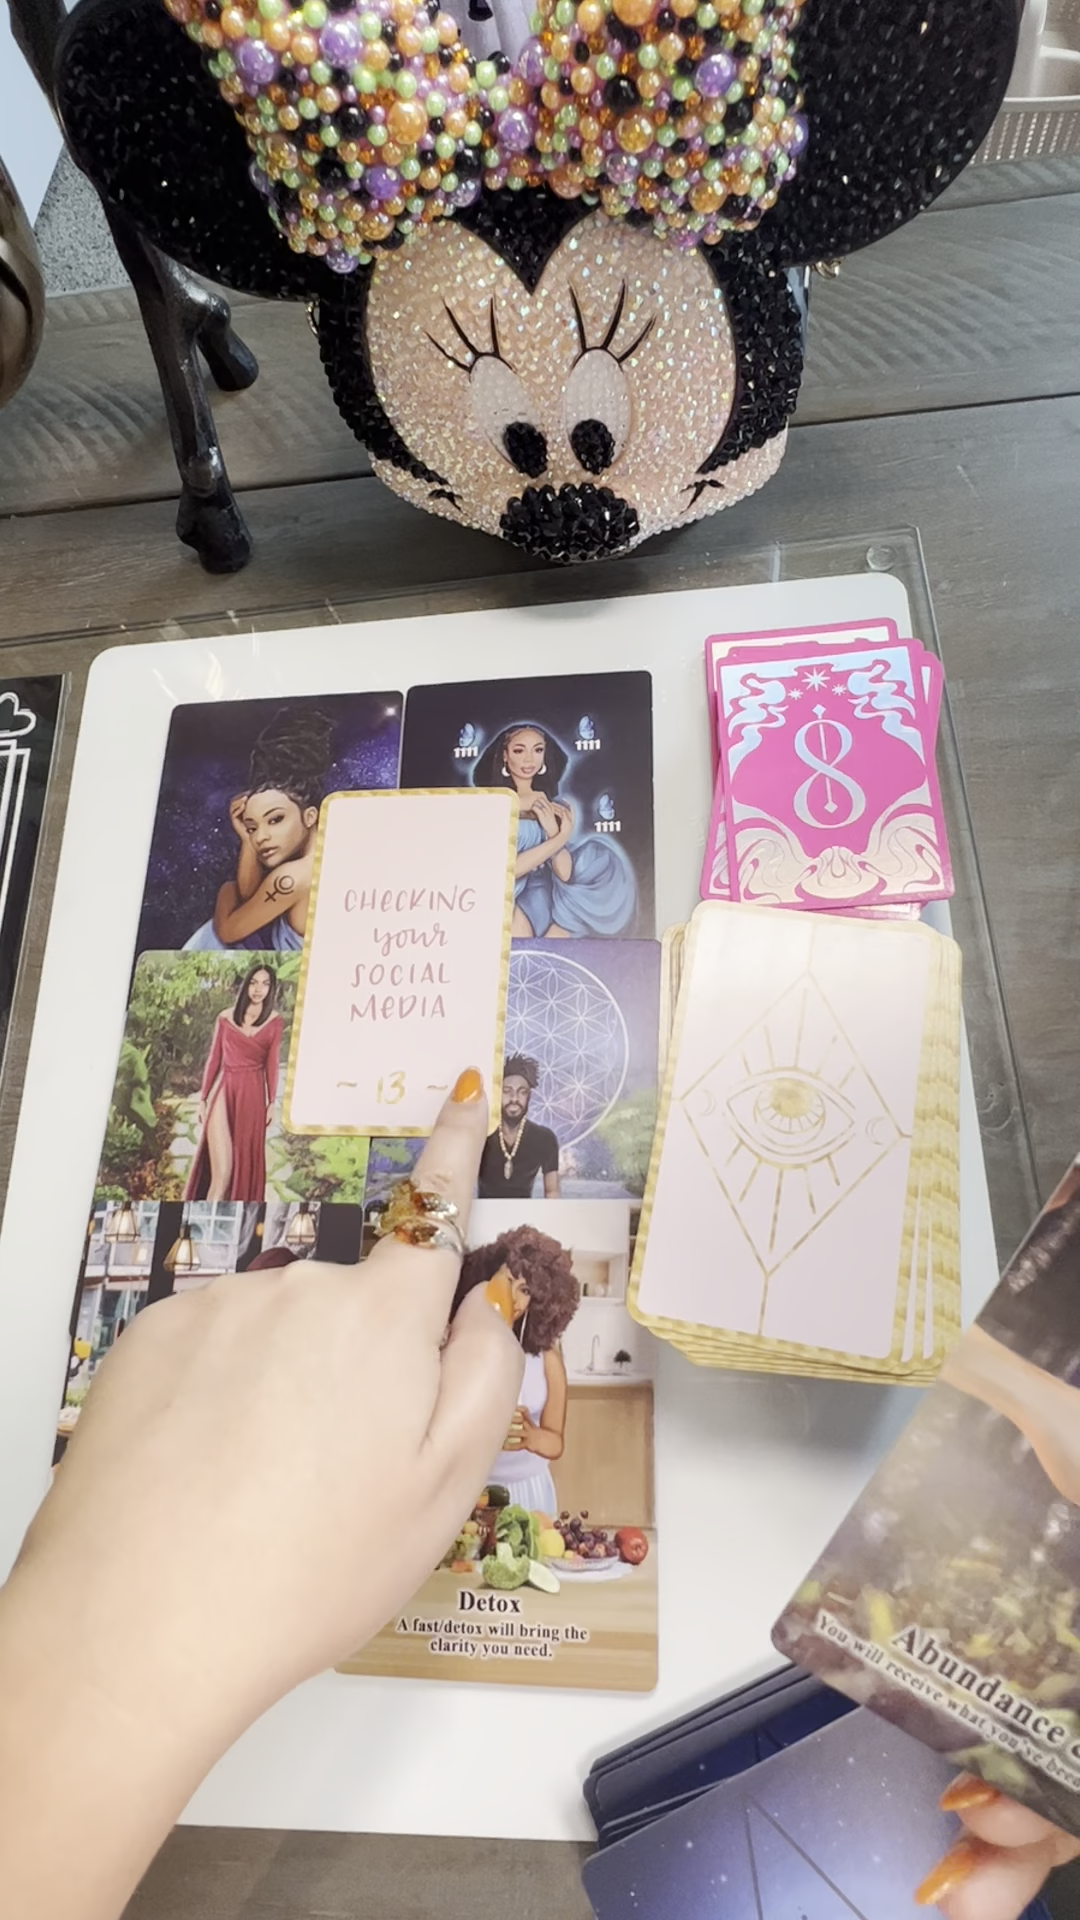 1111
1111
1111
CHECKING
your
SOCIAL
MEDIA
~ 13 ~
8
Detox
A fast/detox will bring the
clarity you need.
Abundance
You will receive what you've